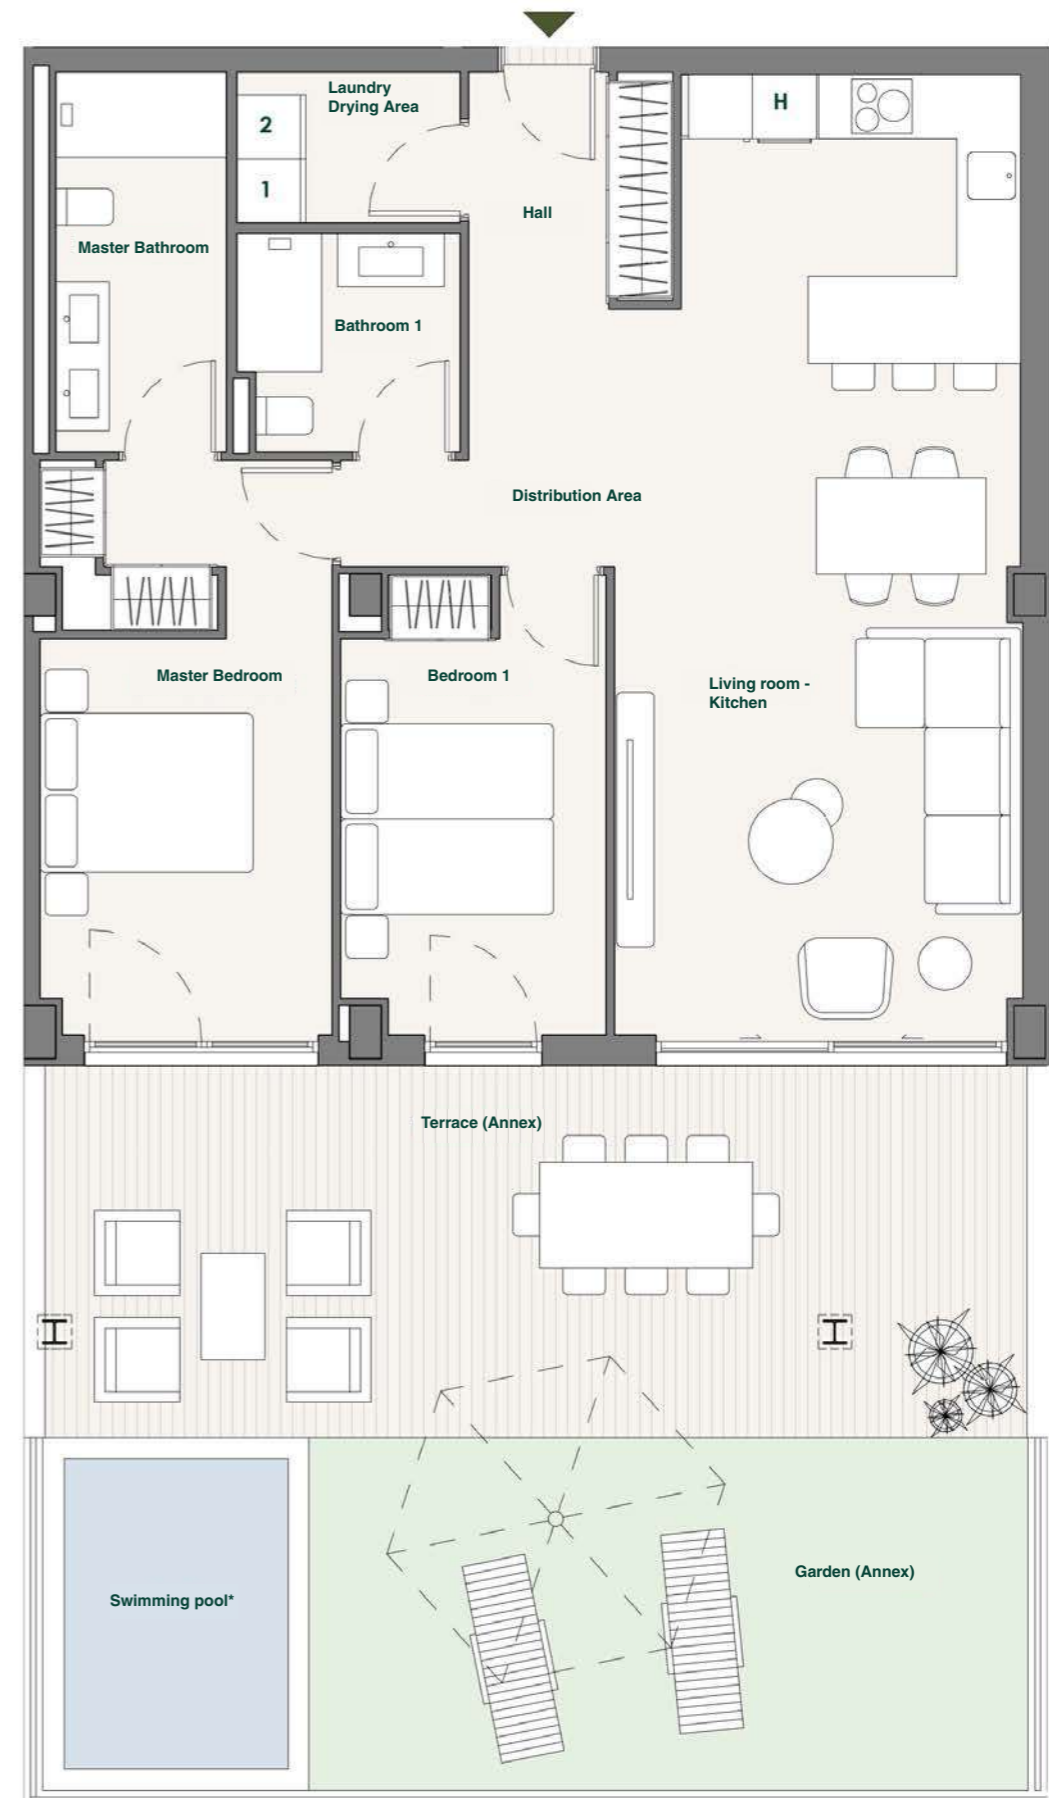 Laundry
Drying Area
H
2
1
Hall
Master Bathroom
Bathroom 1
Distribution Area
Master Bedroom
Bedroom 1
Living room -
Kitchen
Terrace (Annex)
Garden (Annex)
Swimming pool*